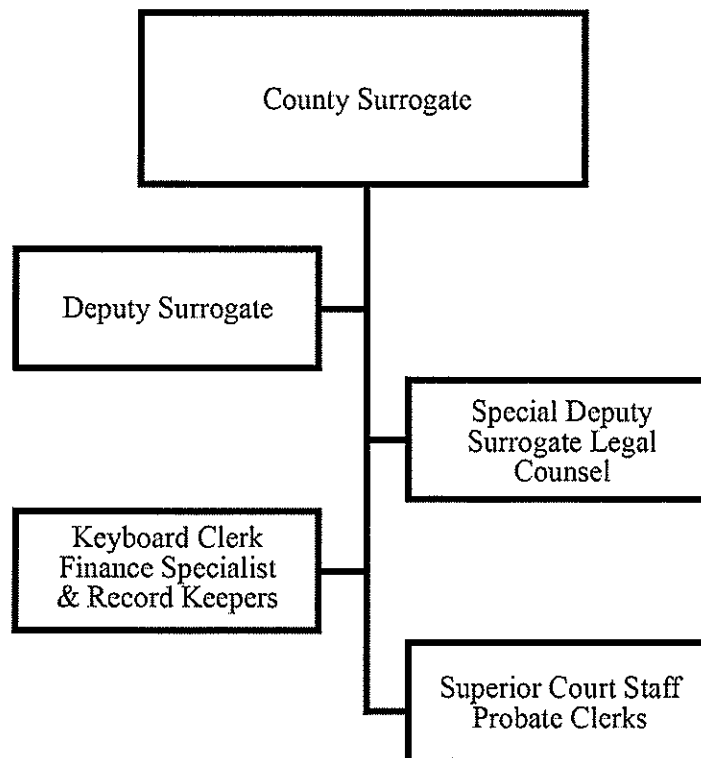 County Surrogate
Deputy Surrogate
Special Deputy
Surrogate Legal
Counsel
Keyboard Clerk
Finance Specialist
& Record Keepers
Superior Court Staff
Probate Clerks